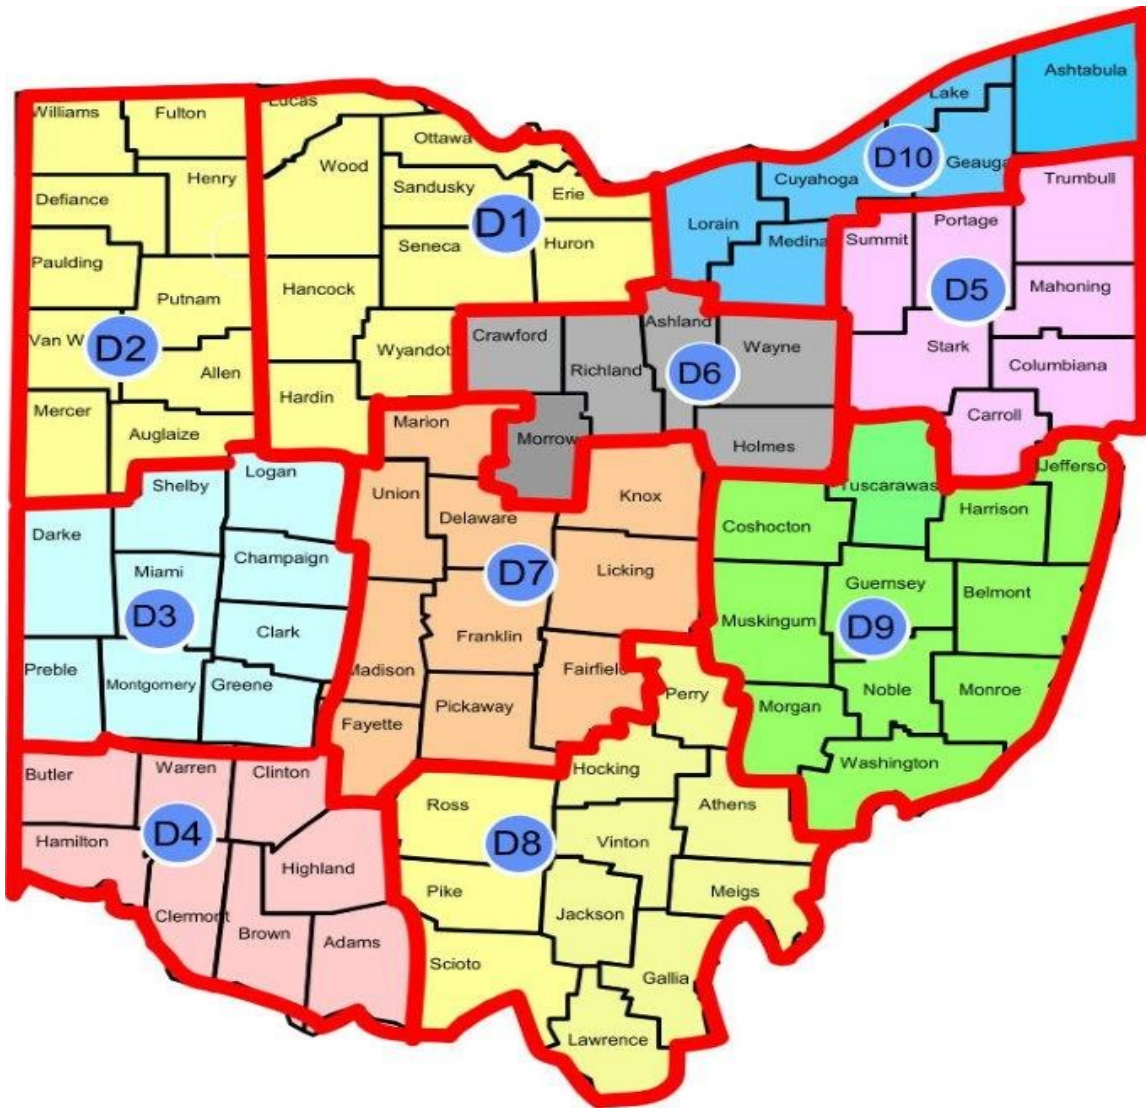 Williams
Fulton
Lucas
Ottawa
Wood
Henry
Defiance
Sandusky
Erie
D1
Seneca
Huron
Paulding
Putnam
Hancock
Van W
D2
Allen
Wyandot
Hardin
Mercer
Auglaize
Lake
Ashtabula
D10
Geauga
Cuyahoga
Lorain
Medina
Trumbull
Portage
Summit
D5
Mahoning
Stark
Columbiana
Carroll
Crawford
Ashland
Wayne
Richland
D6
Morrow
Holmes
Marion
Union
Delaware
Knox
D7
Licking
Franklin
Madison
Fairfield
Pickaway
Fayette
Logan
Shelby
Darke
Champaign
Miami
D3
Clark
Preble
Montgomery
Greene
Tuscarawas
Jefferso
Harrison
Coshocton
Guernsey
Belmont
Muskingum
D9
Noble
Monroe
Morgan
Washington
Butler
Warren
Clinton
D4
Hamilton
Highland
Clermont
Brown
Adams
Perry
Hocking
Ross
Athens
D8
Vinton
Pike
Meigs
Jackson
Scioto
Gallia
Lawrence